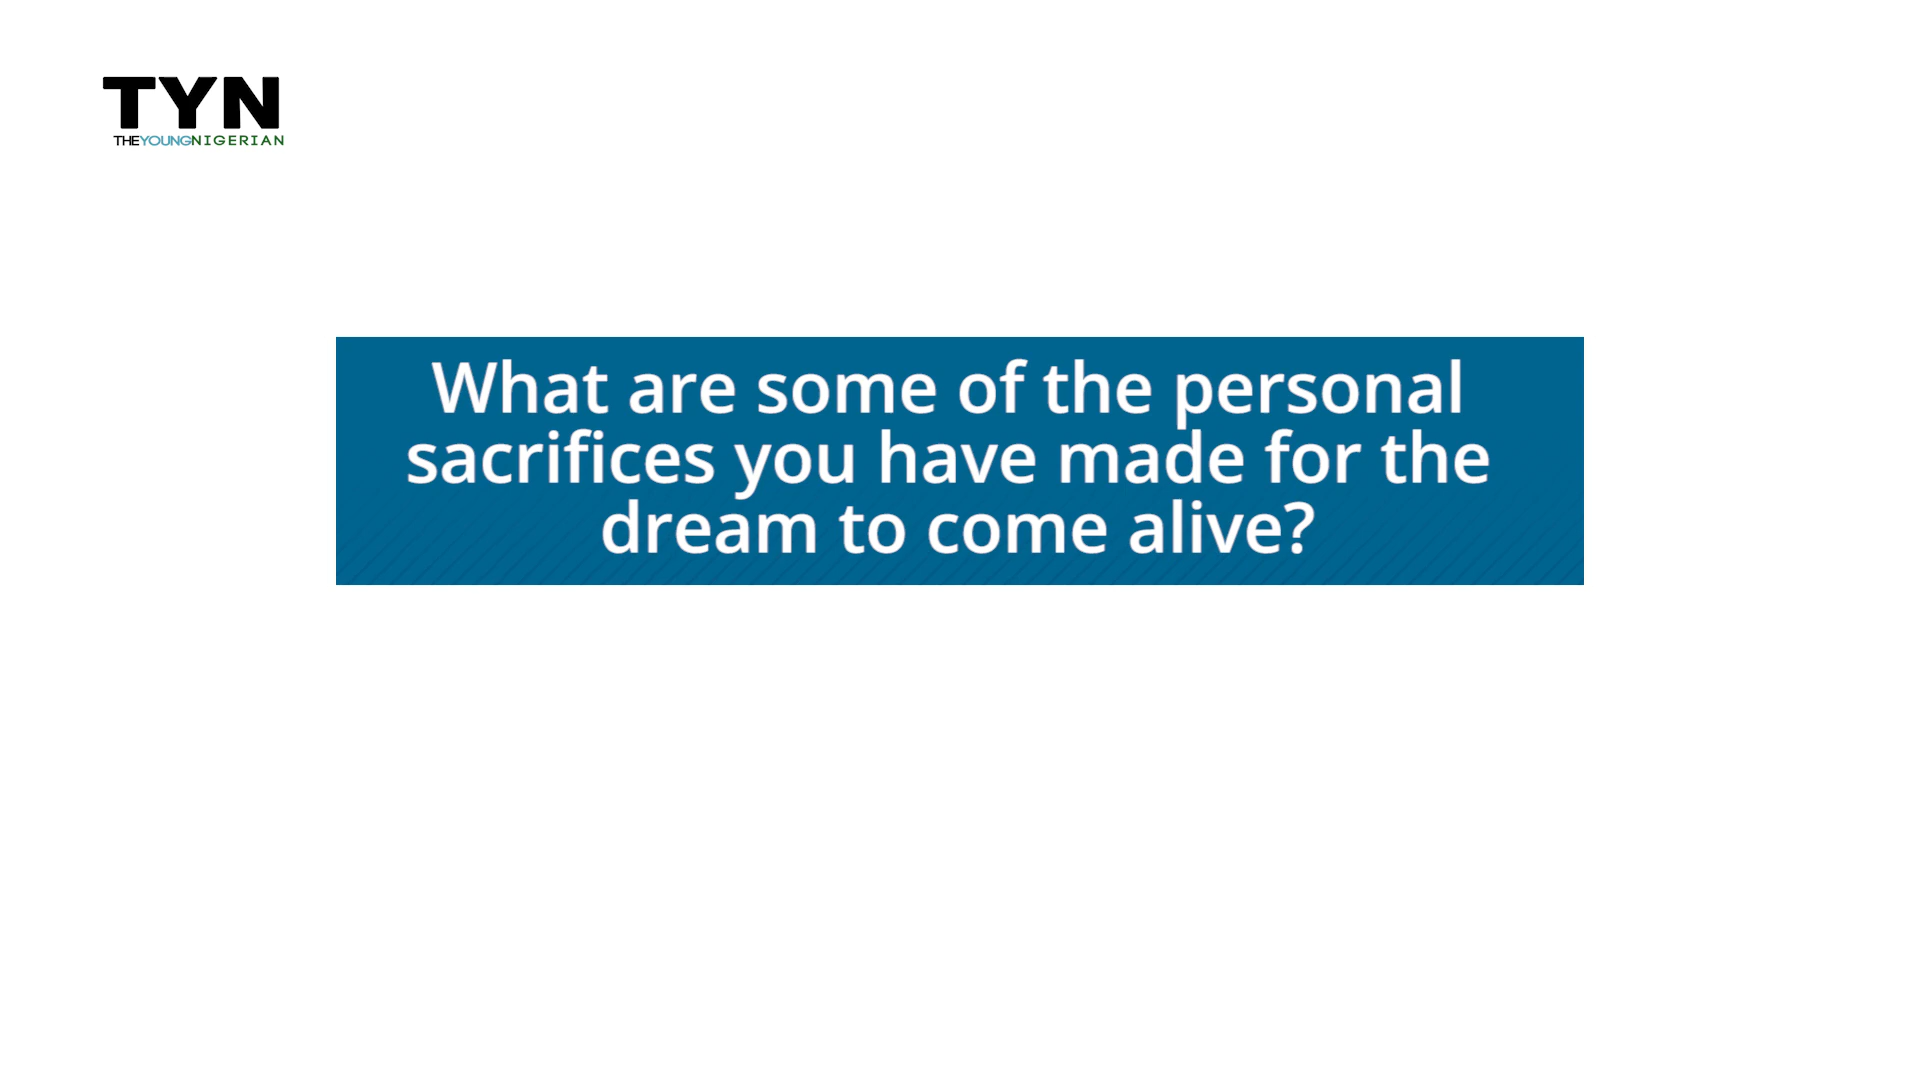 TYN
THEYOUNGNIGERIAN
What are some of the personal
sacrifices you have made for the
dream to come alive?